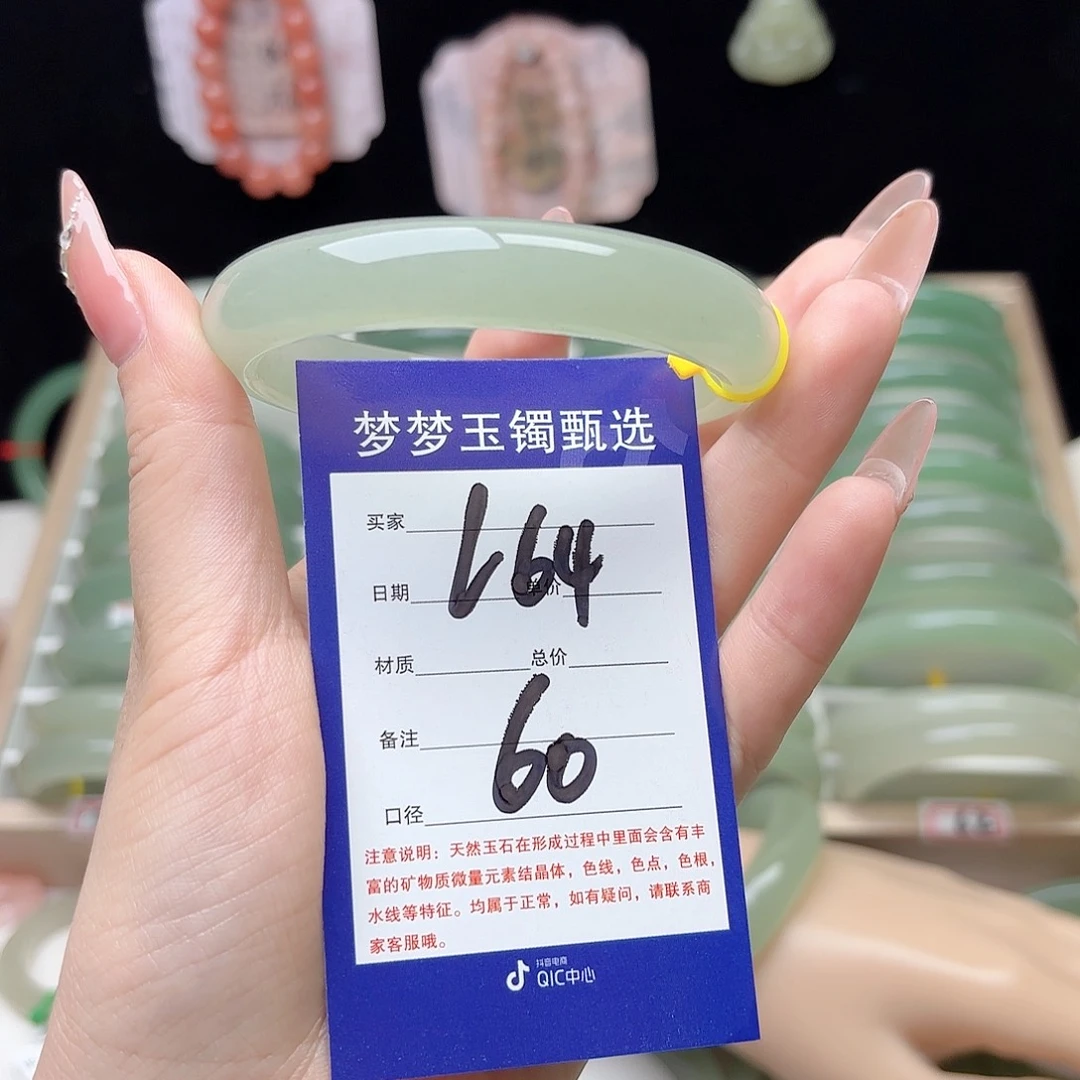 梦梦玉镯甄选
买家
L64
日期 单价
材质 总价
60
备注
口径
注意说明：天然玉石在形成过程中里面会含有丰
富的矿物质微量元素结晶体，色线，色点，色根，
水线等特征。均属于正常，如有疑问，请联系商
家客服哦。
抖音电商
QIC中心